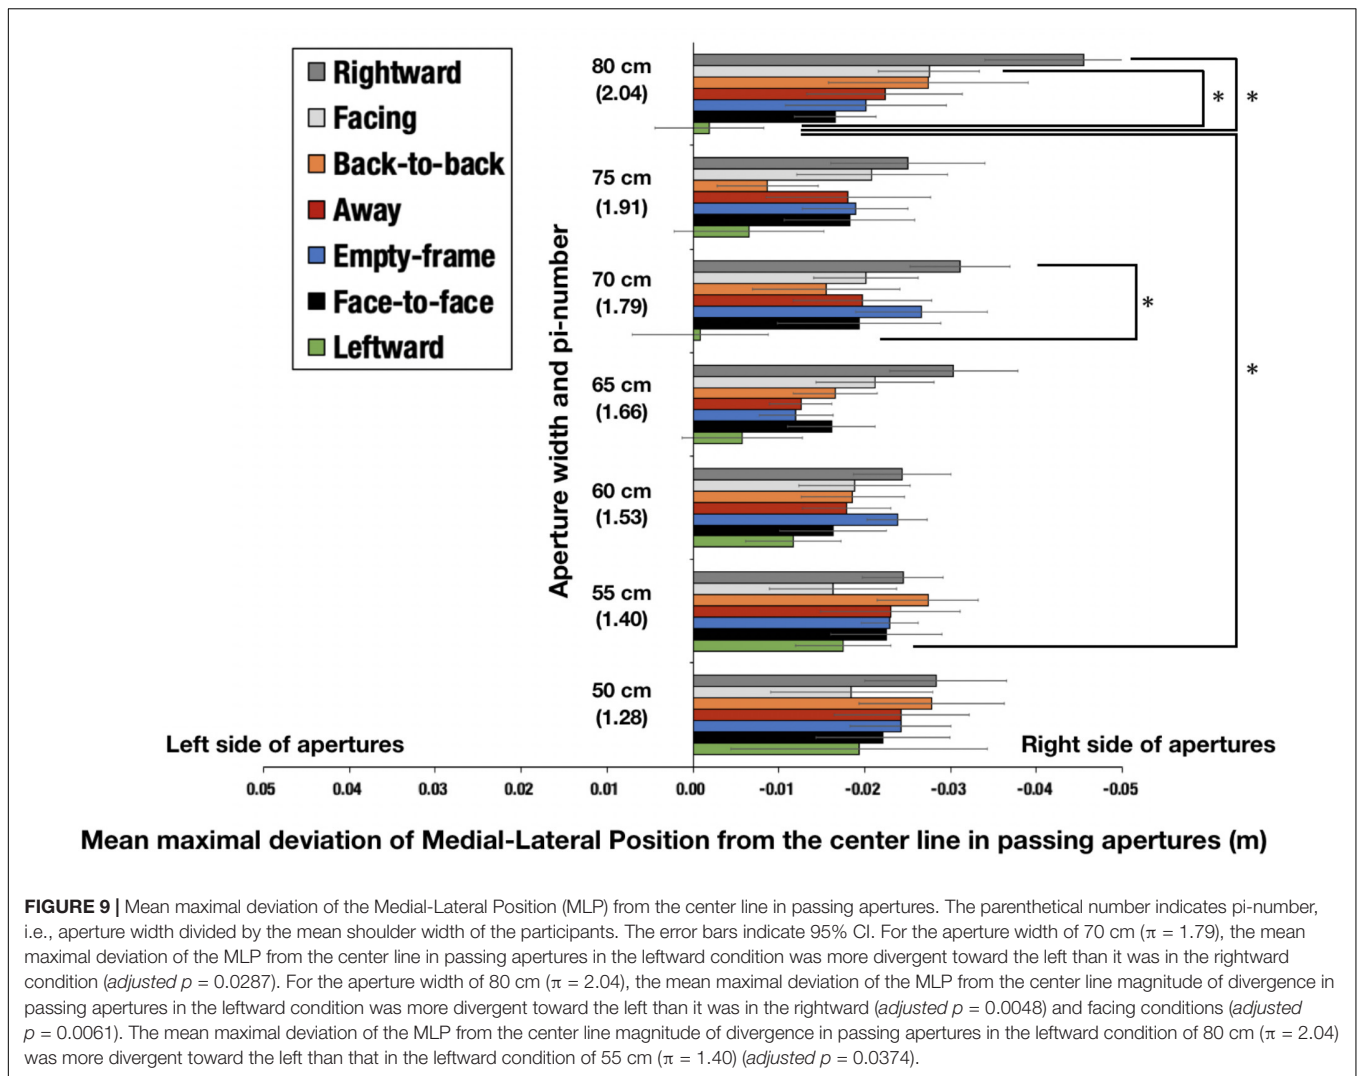 Rightward
Facing
Back-to-back
Away
Empty-frame
Face-to-face
Leftward
Aperture width and pi-number
80 cm
(2.04)
75 cm
(1.91)
70 cm
(1.79)
65 cm
(1.66)
60 cm
(1.53)
55 cm
(1.40)
50 cm
(1.28)
* *
*
*
Left side of apertures
Right side of apertures
0.05 0.04 0.03 0.02 0.01 0.00 -0.01 -0.02 -0.03 -0.04 -0.05
Mean maximal deviation of Medial-Lateral Position from the center line in passing apertures (m)
FIGURE 9 | Mean maximal deviation of the Medial-Lateral Position (MLP) from the center line in passing apertures. The parenthetical number indicates pi-number,
i.e., aperture width divided by the mean shoulder width of the participants. The error bars indicate 95% CI. For the aperture width of 70 cm (π = 1.79), the mean
maximal deviation of the MLP from the center line in passing apertures in the leftward condition was more divergent toward the left than it was in the rightward
condition (adjusted p = 0.0287). For the aperture width of 80 cm (π = 2.04), the mean maximal deviation of the MLP from the center line magnitude of divergence in
passing apertures in the leftward condition was more divergent toward the left than it was in the rightward (adjusted p = 0.0048) and facing conditions (adjusted
p = 0.0061). The mean maximal deviation of the MLP from the center line magnitude of divergence in passing apertures in the leftward condition of 80 cm (π = 2.04)
was more divergent toward the left than that in the leftward condition of 55 cm (π = 1.40) (adjusted p = 0.0374).